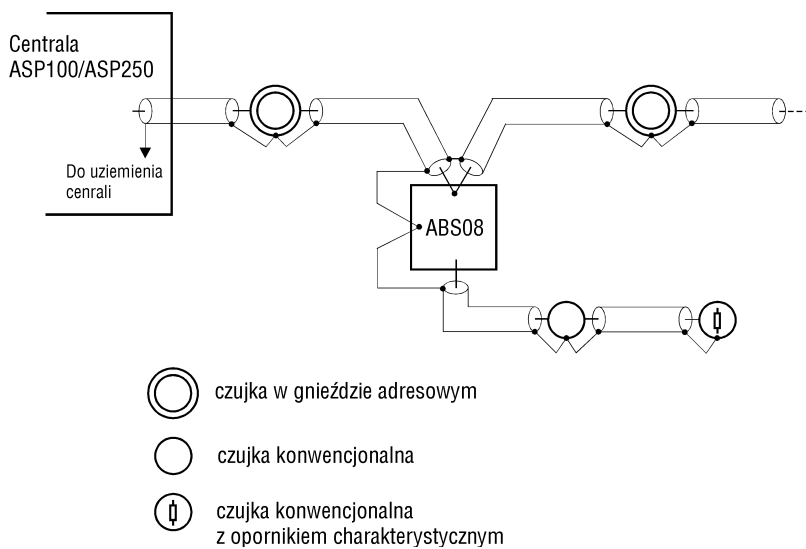 Centrala
ASP100/ASP250
Do uziemienia
cenrali
ABS08
czujka w gnieździe adresowym
czujka konwencjonalna
czujka konwencjonalna
z opornikiem charakterystycznym